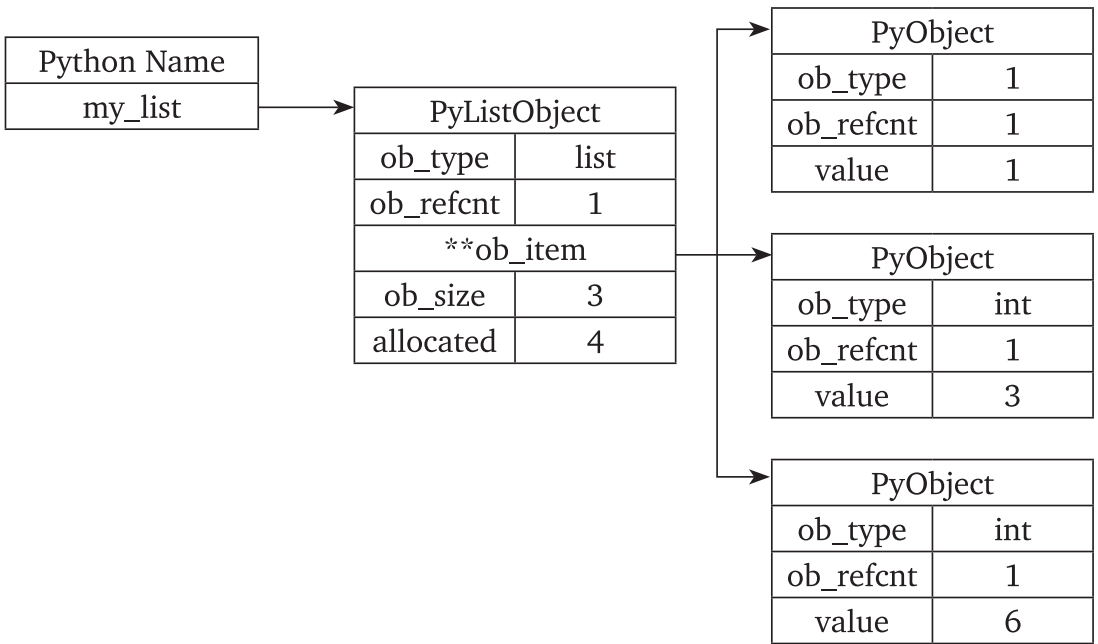 Python Name
my_list
PyListObject
ob_type list
ob_refcnt 1
**ob_item
ob_size 3
allocated 4
PyObject
ob_type 1
ob_refcnt 1
value 1
PyObject
ob_type int
ob_refcnt 1
value 3
PyObject
ob_type int
ob_refcnt 1
value 6